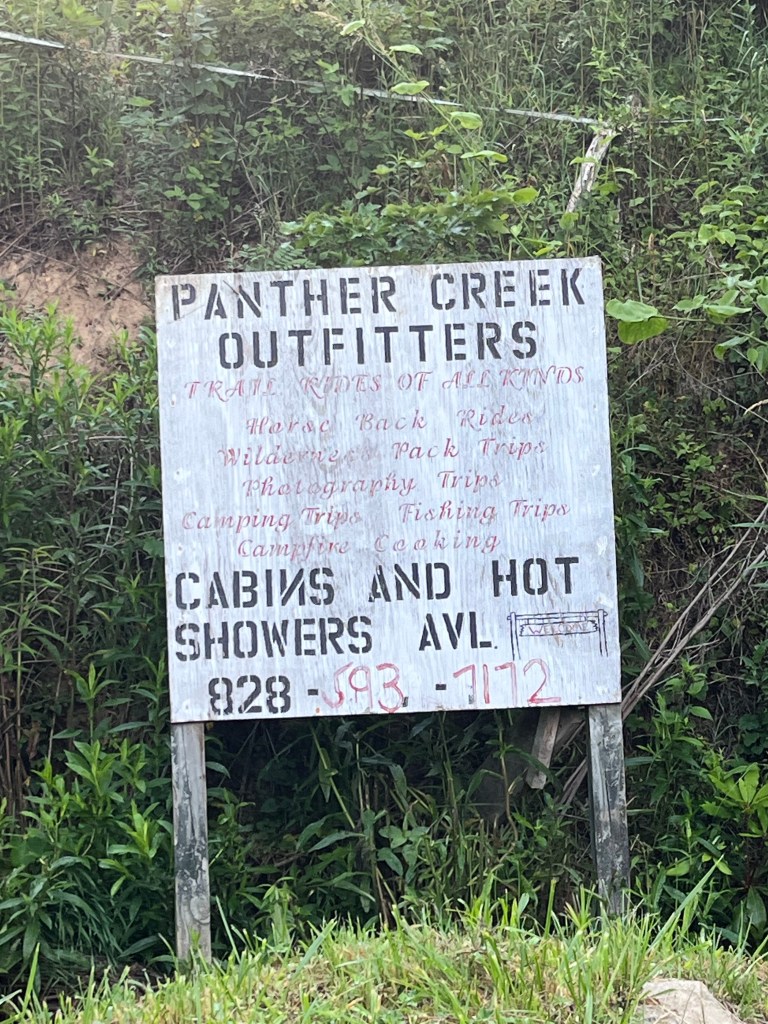 PANTHER CREEK
OUTFITTERS
TRAIL RIDES OF ALL KINDS
Horse Back Rides
Wilderness Pack Trips
Photography Trips
Camping Trips Fishing Trips
Campfire Cooking
CABINS AND HOT
SHOWERS AVL.
WELCOME
828-593-7172